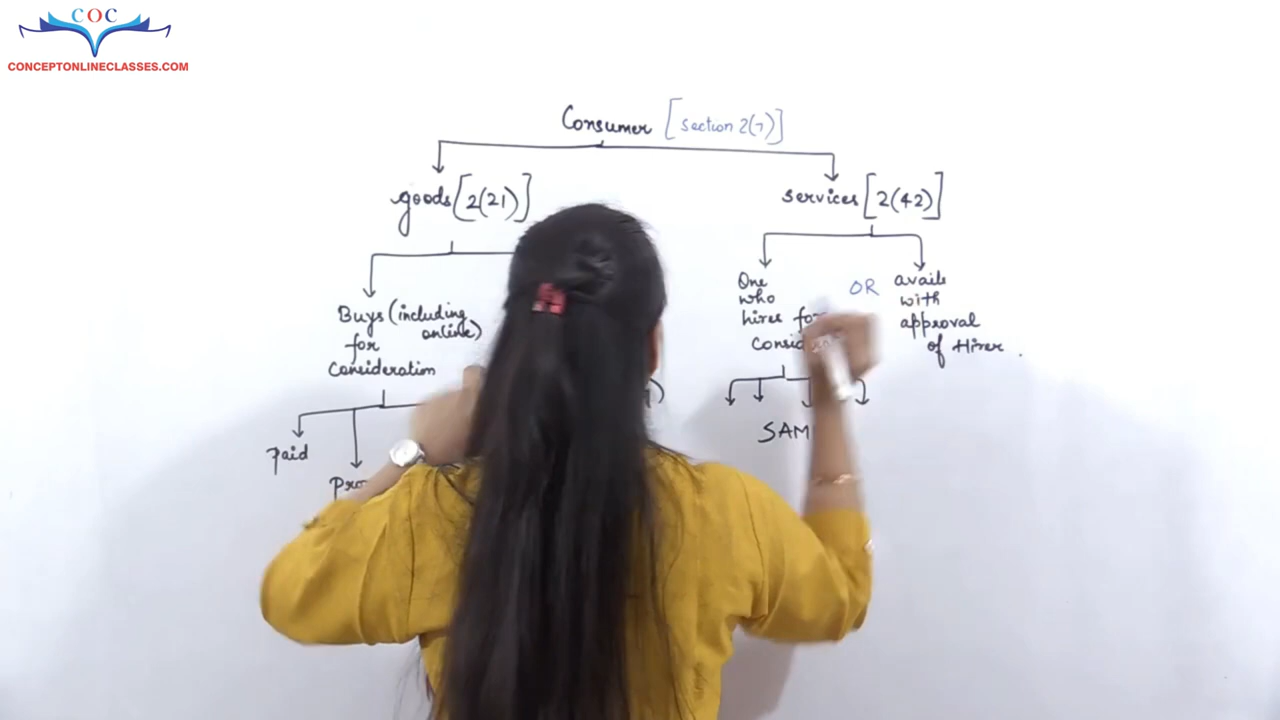 COC
CONCEPTONLINECLASSES.COM
Consumer [Section 2(7)]
goods [2(21)]
services [2(42)]
Buys (including online)
for
consideration
One
who
hires for
OR
avails
with
approval
of Hirer.
Paid